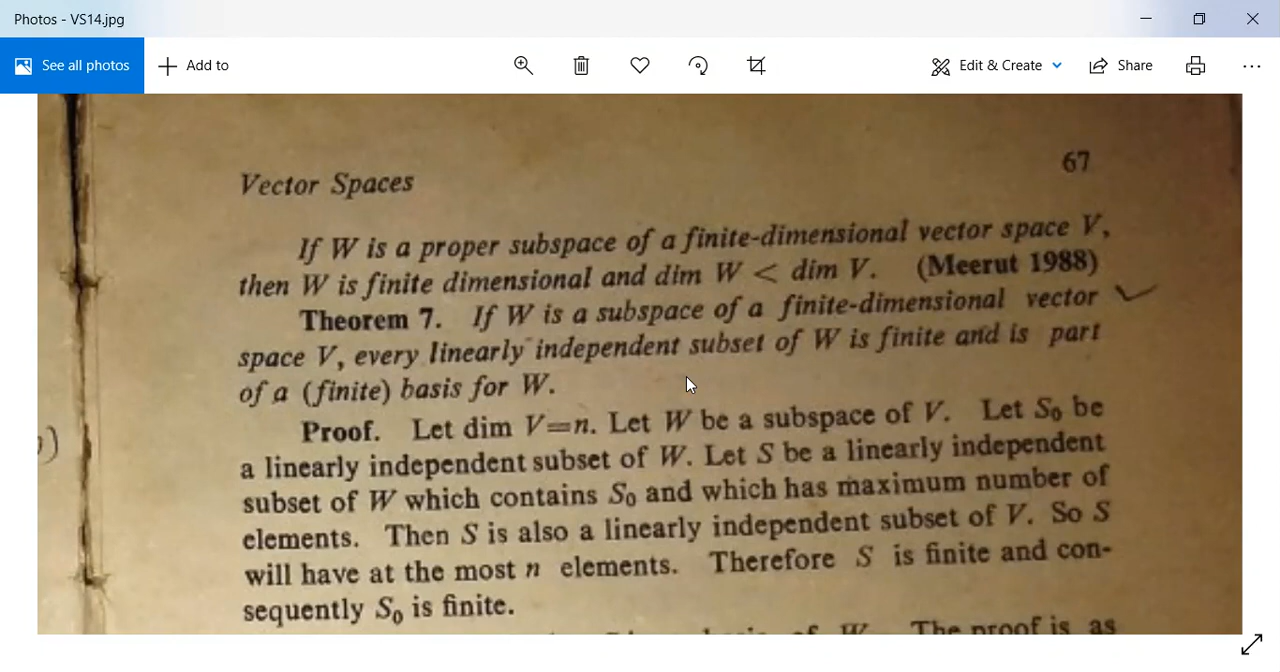 Photos - VS14.jpg
See all photos
Add to
Edit & Create
Share
67
Vector Spaces
If W is a proper subspace of a finite-dimensional vector space V,
then W is finite dimensional and dim W < dim V. (Meerut 1988)
Theorem 7. If W is a subspace of a finite-dimensional vector
space V, every linearly independent subset of W is finite and is part
of a (finite) basis for W.
Proof. Let dim V=n. Let W be a subspace of V. Let S₀ be
a linearly independent subset of W. Let S be a linearly independent
subset of W which contains S₀ and which has maximum number of
elements. Then S is also a linearly independent subset of V. So S
will have at the most n elements. Therefore S is finite and con-
sequently S₀ is finite.
of W. The proof is as